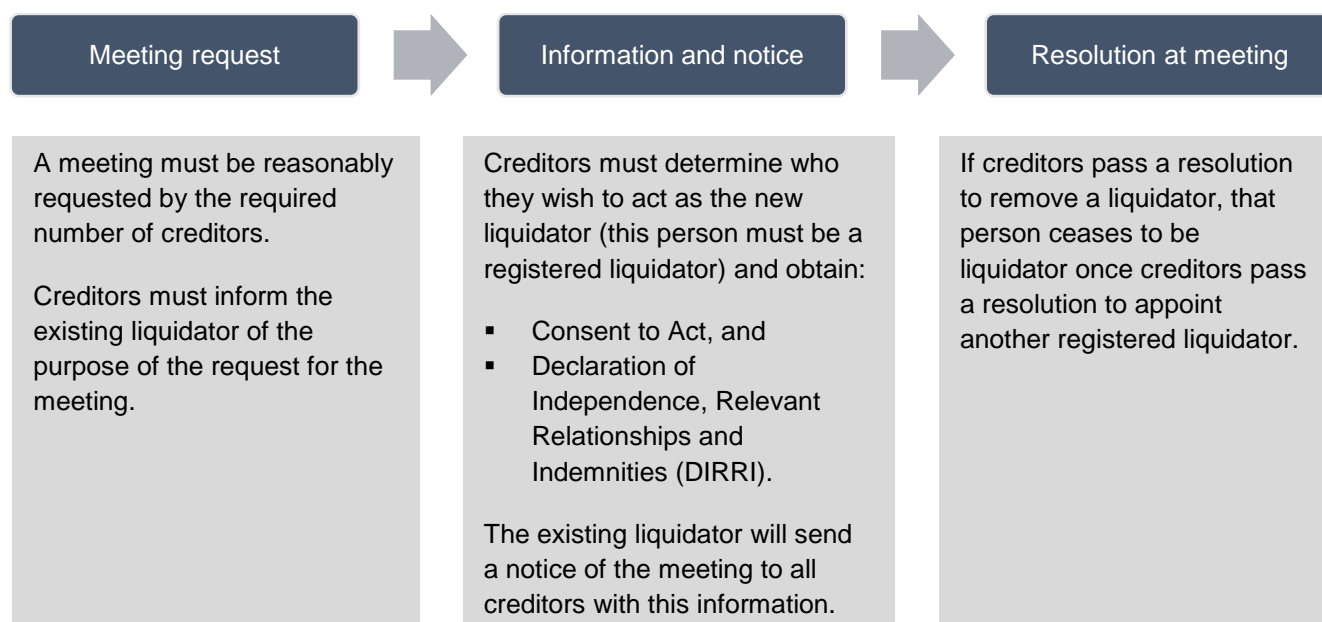 Meeting request
Information and notice
Resolution at meeting
A meeting must be reasonably
requested by the required
number of creditors.
Creditors must inform the
existing liquidator of the
purpose of the request for the
meeting.
Creditors must determine who
they wish to act as the new
liquidator (this person must be a
registered liquidator) and obtain:
▪ Consent to Act, and
▪ Declaration of
Independence, Relevant
Relationships and
Indemnities (DIRRI).
The existing liquidator will send
a notice of the meeting to all
creditors with this information.
If creditors pass a resolution
to remove a liquidator, that
person ceases to be
liquidator once creditors pass
a resolution to appoint
another registered liquidator.